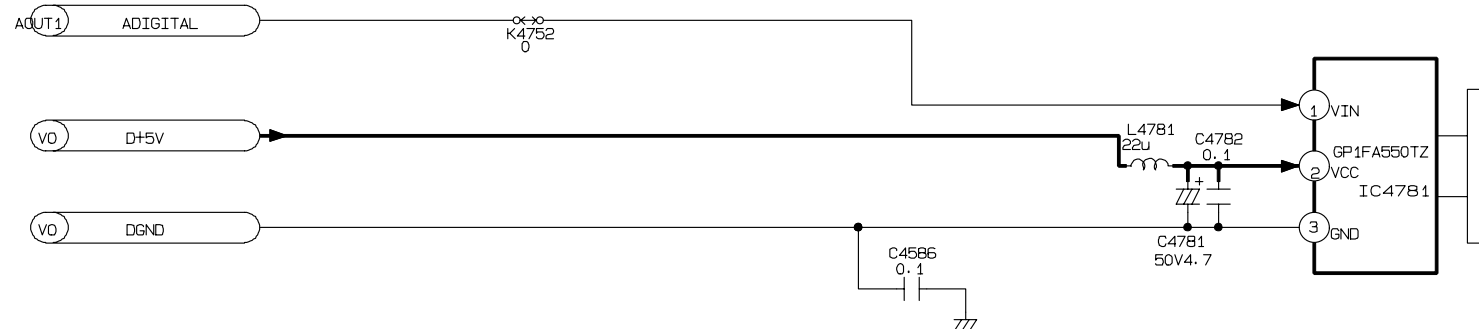 AOUT1 ADIGITAL
K4752
0
1 VIN
VO D+5V
L4781
22u
C4782
0.1
GP1FA550TZ
2 VCC
IC4781
+
VO DGND
3 GND
C4781
50V4.7
C4586
0.1